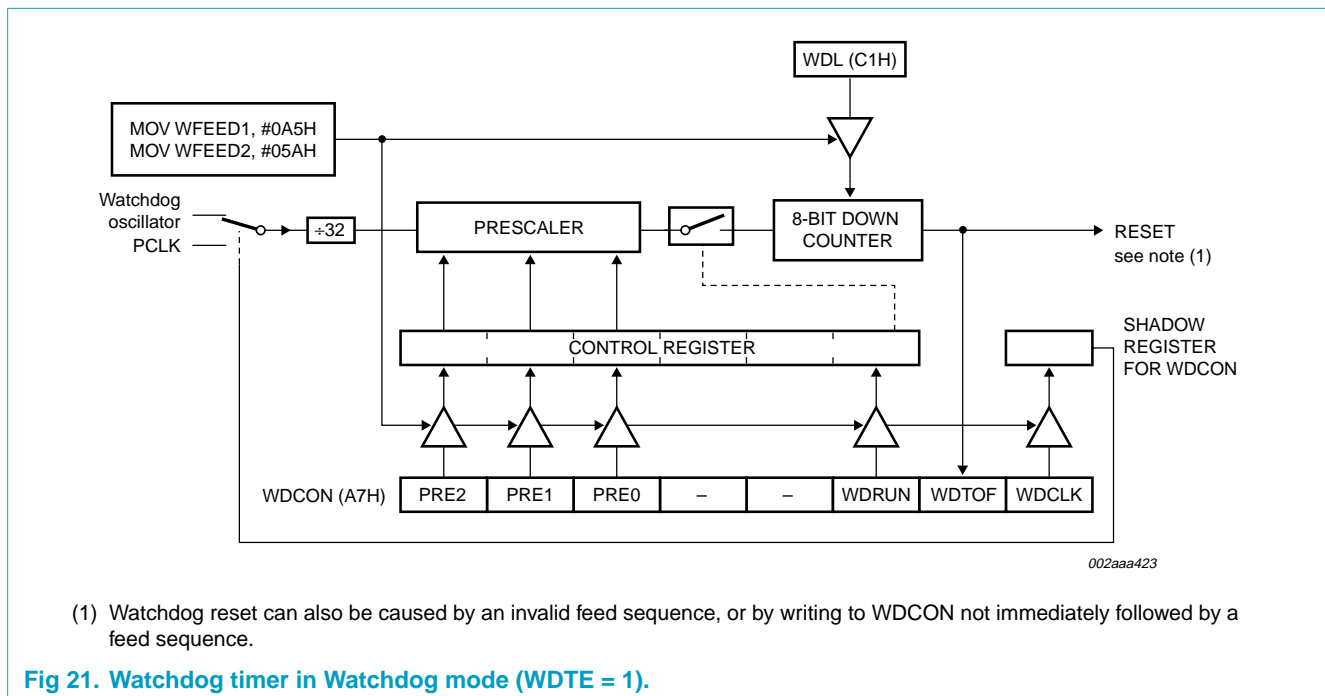 WDL (C1H)
MOV WFEED1, #0A5H
MOV WFEED2, #05AH
Watchdog
oscillator
PCLK
÷32
PRESCALER
8-BIT DOWN
COUNTER
RESET
see note (1)
CONTROL REGISTER
SHADOW
REGISTER
FOR WDCON
WDCON (A7H)
PRE2
PRE1
PRE0
–
–
WDRUN
WDTOF
WDCLK
002aaa423
(1) Watchdog reset can also be caused by an invalid feed sequence, or by writing to WDCON not immediately followed by a
feed sequence.
Fig 21. Watchdog timer in Watchdog mode (WDTE = 1).